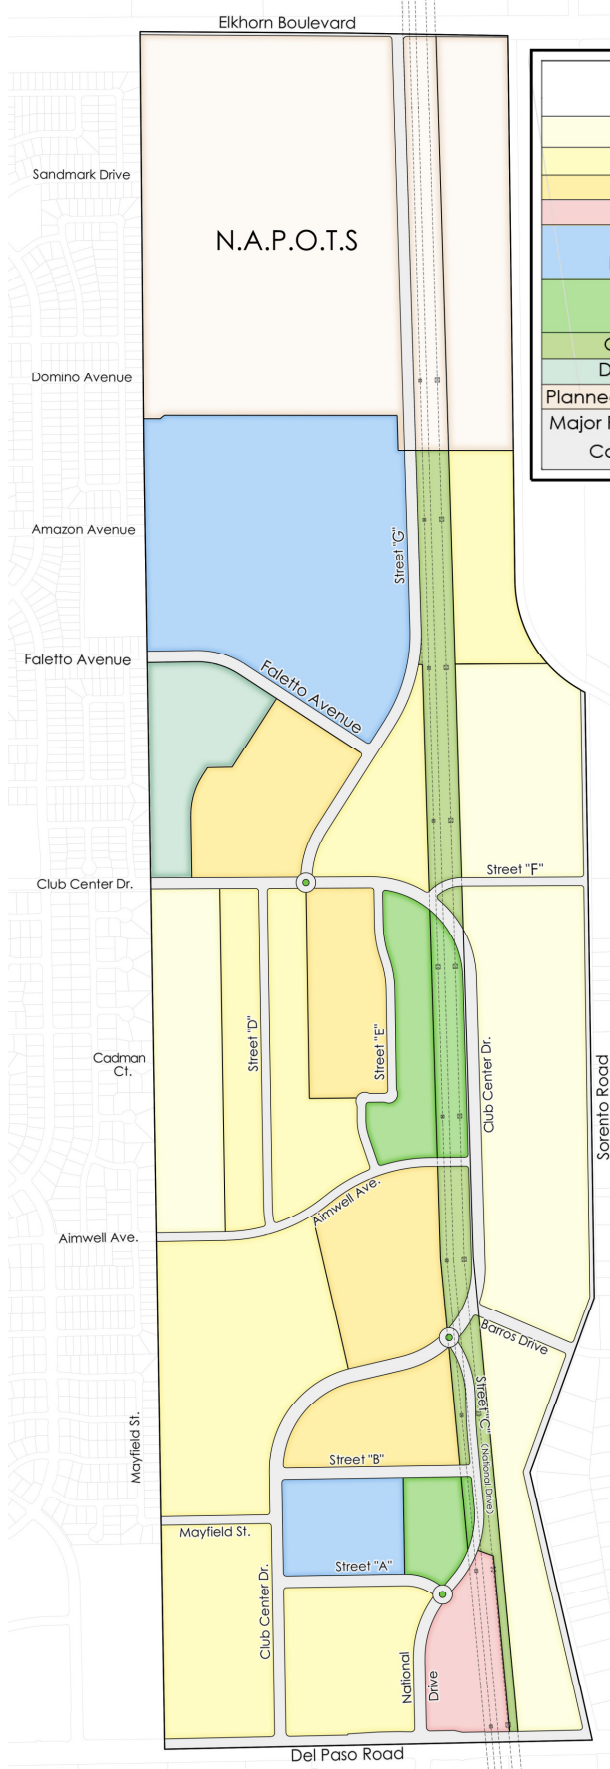 Elkhorn Boulevard
Sandmark Drive
N.A.P.O.T.S
Domino Avenue
Planne
Major
Co
Amazon Avenue
Street "G"
Faletto Avenue
Faletto Avenue
Club Center Dr.
Street "F"
Street "D"
Street "E"
Cadman
Ct.
Club Center Dr.
Sorento Road
Aimwell Ave.
Aimwell Ave.
Barros Drive
Street "C" (National Drive)
Mayfield St.
Street "B"
Mayfield St.
Street "A"
Club Center Dr.
National
Drive
Del Paso Road